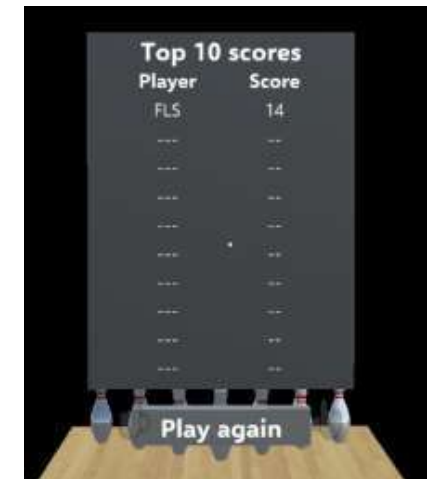 Top 10 scores
Player Score
FLS 14
--- --
--- --
--- --
--- --
--- --
--- --
--- --
--- --
--- --
Play again